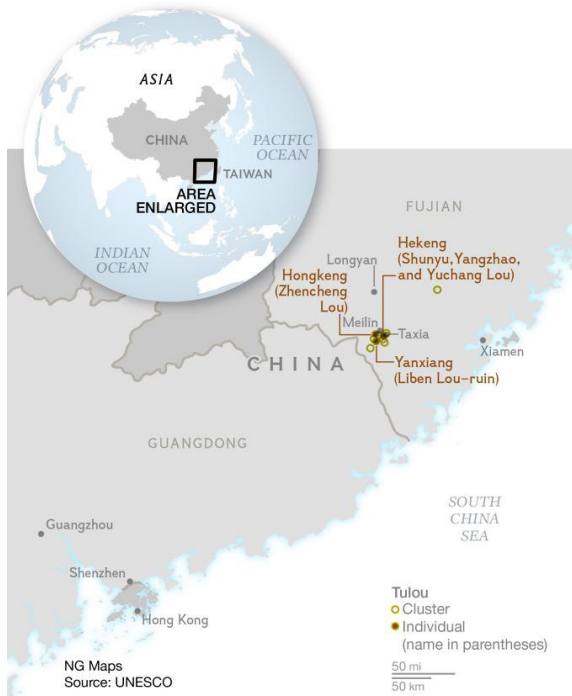 ASIA
CHINA
PACIFIC
OCEAN
TAIWAN
AREA
ENLARGED
INDIAN
OCEAN
FUJIAN
Hekeng
(Shunyu, Yangzhao,
and Yuchang Lou)
Longyan
Hongkeng
(Zhencheng
Lou)
Meilin
Taxia
Xiamen
CHINA
Yanxiang
(Liben Lou-ruin)
GUANGDONG
SOUTH
CHINA
SEA
Guangzhou
Shenzhen
Hong Kong
Tulou
Cluster
Individual
(name in parentheses)
NG Maps
Source: UNESCO
50 mi
50 km